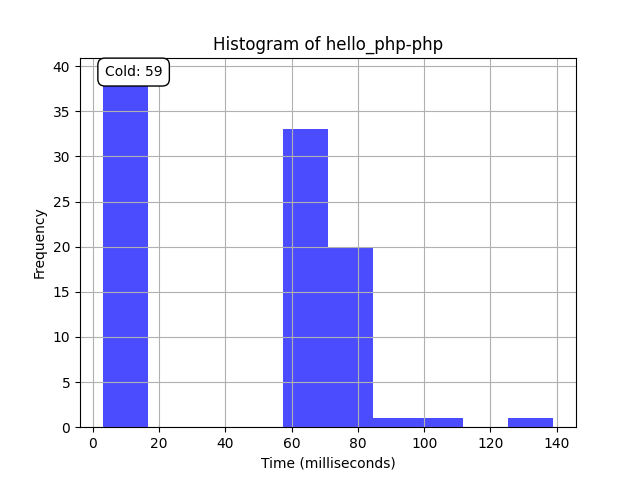 Histogram of hello_php-php
Cold: 59
40
35
30
25
20
15
10
5
0
Frequency
0 20 40 60 80 100 120 140
Time (milliseconds)